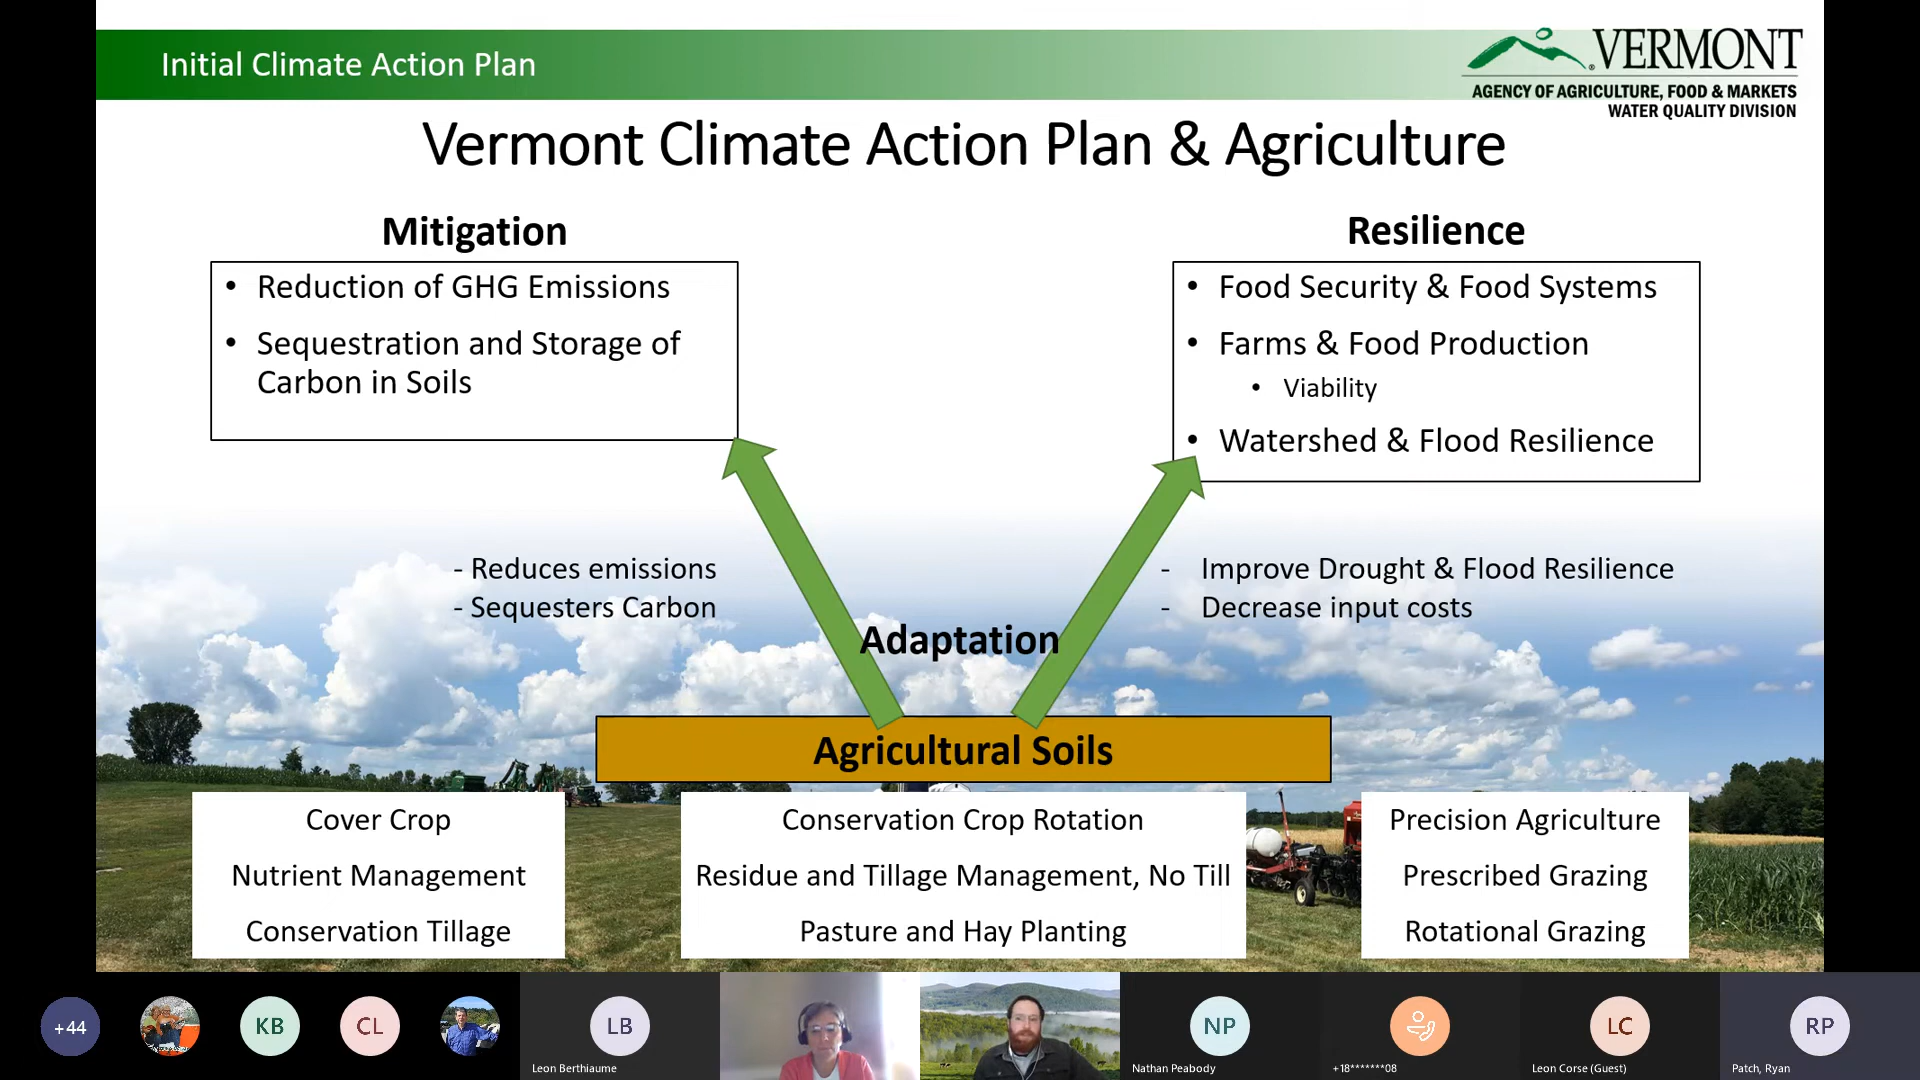 Initial Climate Action Plan
VERMONT
AGENCY OF AGRICULTURE, FOOD & MARKETS
WATER QUALITY DIVISION
Vermont Climate Action Plan & Agriculture
Mitigation
• Reduction of GHG Emissions
• Sequestration and Storage of
Carbon in Soils
Resilience
• Food Security & Food Systems
• Farms & Food Production
• Viability
• Watershed & Flood Resilience
- Reduces emissions
- Sequesters Carbon
- Improve Drought & Flood Resilience
- Decrease input costs
Adaptation
Agricultural Soils
Cover Crop
Nutrient Management
Conservation Tillage
Conservation Crop Rotation
Residue and Tillage Management, No Till
Pasture and Hay Planting
Precision Agriculture
Prescribed Grazing
Rotational Grazing
+44
KB
CL
LB
Leon Berthiaume
NP
Nathan Peabody
+18*******08
LC
Leon Corse (Guest)
RP
Patch, Ryan